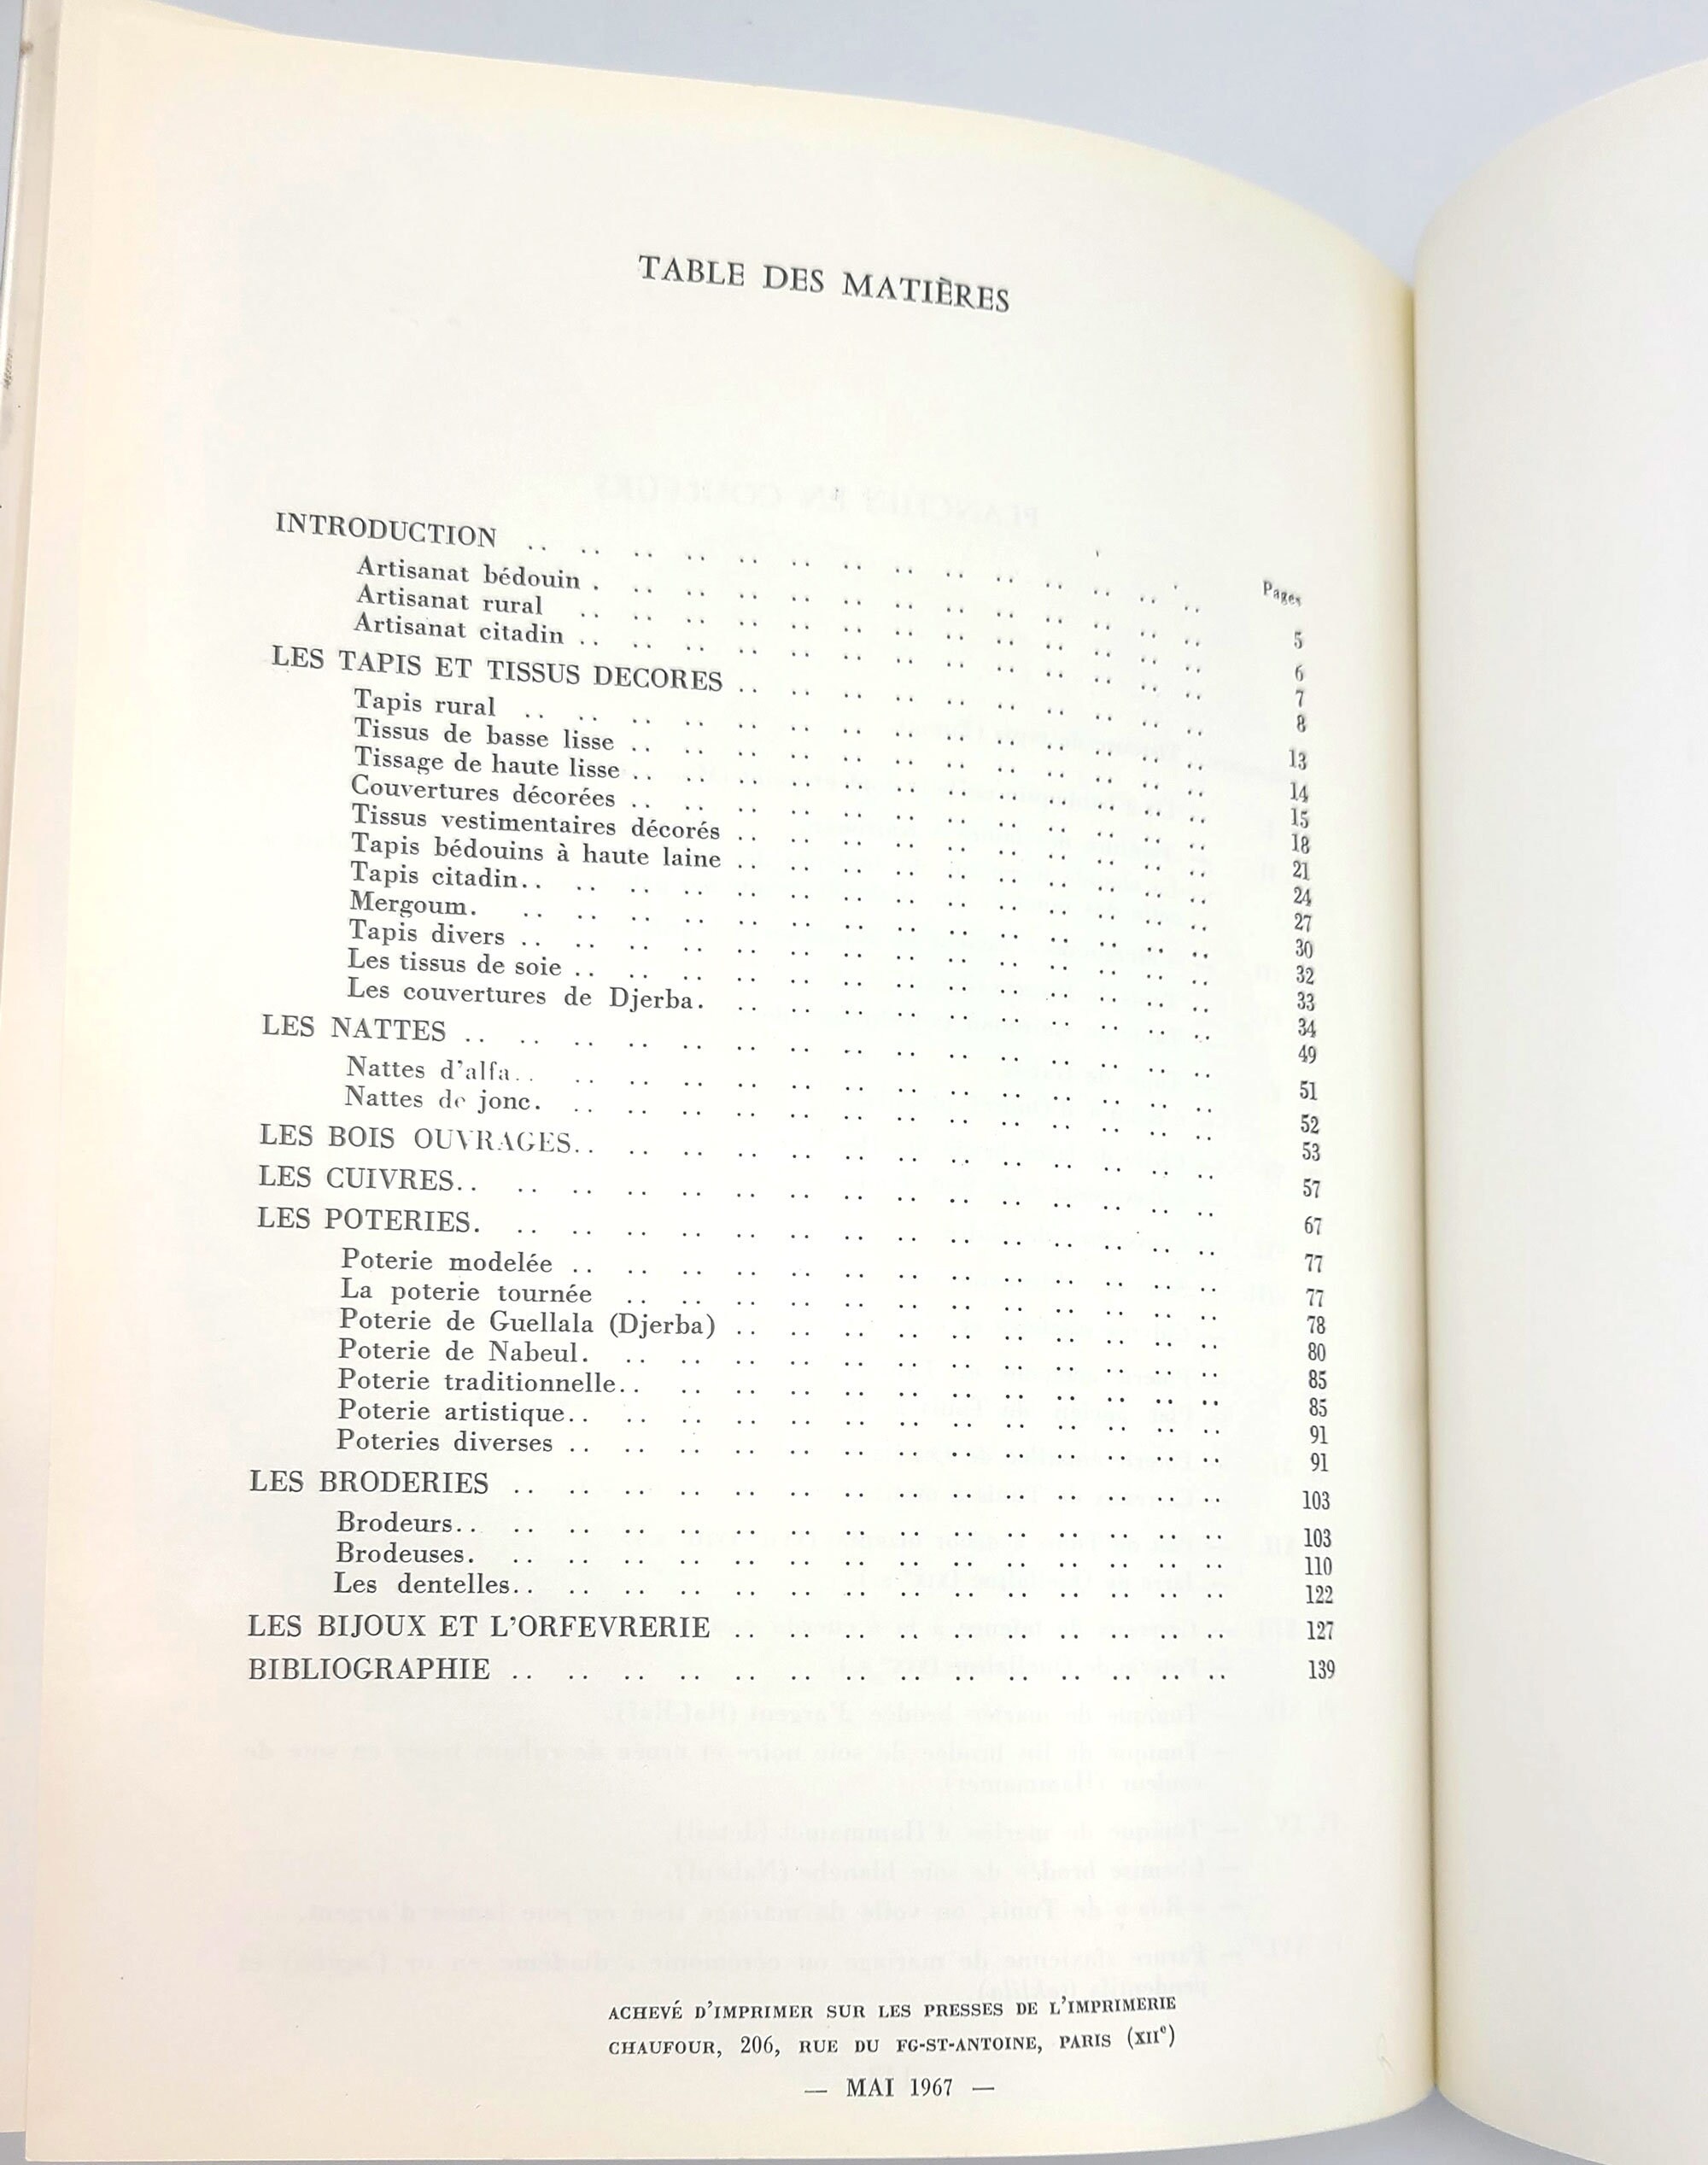 TABLE DES MATIÈRES
Pages
INTRODUCTION .. .. .. .. .. .. .. .. .. .. .. .. .. 5
Artisanat bédouin . .. .. .. .. .. .. .. .. .. .. .. 6
Artisanat rural .. .. .. .. .. .. .. .. .. .. .. .. 7
Artisanat citadin .. .. .. .. .. .. .. .. .. .. .. .. 8
LES TAPIS ET TISSUS DECORES .. .. .. .. .. .. .. .. .. 13
Tapis rural .. .. .. .. .. .. .. .. .. .. .. .. .. 14
Tissus de basse lisse .. .. .. .. .. .. .. .. .. .. .. 15
Tissage de haute lisse .. .. .. .. .. .. .. .. .. .. .. 18
Couvertures décorées .. .. .. .. .. .. .. .. .. .. .. 21
Tissus vestimentaires décorés .. .. .. .. .. .. .. .. .. 24
Tapis bédouins à haute laine .. .. .. .. .. .. .. .. .. 27
Tapis citadin.. .. .. .. .. .. .. .. .. .. .. .. .. 30
Mergoum. .. .. .. .. .. .. .. .. .. .. .. .. .. 32
Tapis divers .. .. .. .. .. .. .. .. .. .. .. .. .. 33
Les tissus de soie .. .. .. .. .. .. .. .. .. .. .. .. 34
Les couvertures de Djerba. .. .. .. .. .. .. .. .. .. 49
LES NATTES .. .. .. .. .. .. .. .. .. .. .. .. .. .. 51
Nattes d'alfa.. .. .. .. .. .. .. .. .. .. .. .. .. 52
Nattes de jonc. .. .. .. .. .. .. .. .. .. .. .. .. 53
LES BOIS OUVRAGES.. .. .. .. .. .. .. .. .. .. .. .. 57
LES CUIVRES.. .. .. .. .. .. .. .. .. .. .. .. .. .. 67
LES POTERIES. .. .. .. .. .. .. .. .. .. .. .. .. .. 77
Poterie modelée .. .. .. .. .. .. .. .. .. .. .. .. 77
La poterie tournée .. .. .. .. .. .. .. .. .. .. .. 78
Poterie de Guellala (Djerba) .. .. .. .. .. .. .. .. .. 80
Poterie de Nabeul. .. .. .. .. .. .. .. .. .. .. .. 85
Poterie traditionnelle.. .. .. .. .. .. .. .. .. .. .. 85
Poterie artistique.. .. .. .. .. .. .. .. .. .. .. .. 91
Poteries diverses .. .. .. .. .. .. .. .. .. .. .. .. 91
LES BRODERIES .. .. .. .. .. .. .. .. .. .. .. .. .. 103
Brodeurs.. .. .. .. .. .. .. .. .. .. .. .. .. .. 103
Brodeuses. .. .. .. .. .. .. .. .. .. .. .. .. .. 110
Les dentelles.. .. .. .. .. .. .. .. .. .. .. .. .. 122
LES BIJOUX ET L'ORFEVRERIE .. .. .. .. .. .. .. .. .. 127
BIBLIOGRAPHIE .. .. .. .. .. .. .. .. .. .. .. .. .. 139
ACHEVÉ D'IMPRIMER SUR LES PRESSES DE L'IMPRIMERIE
CHAUFOUR, 206, RUE DU FG-ST-ANTOINE, PARIS (XIIe)
— MAI 1967 —